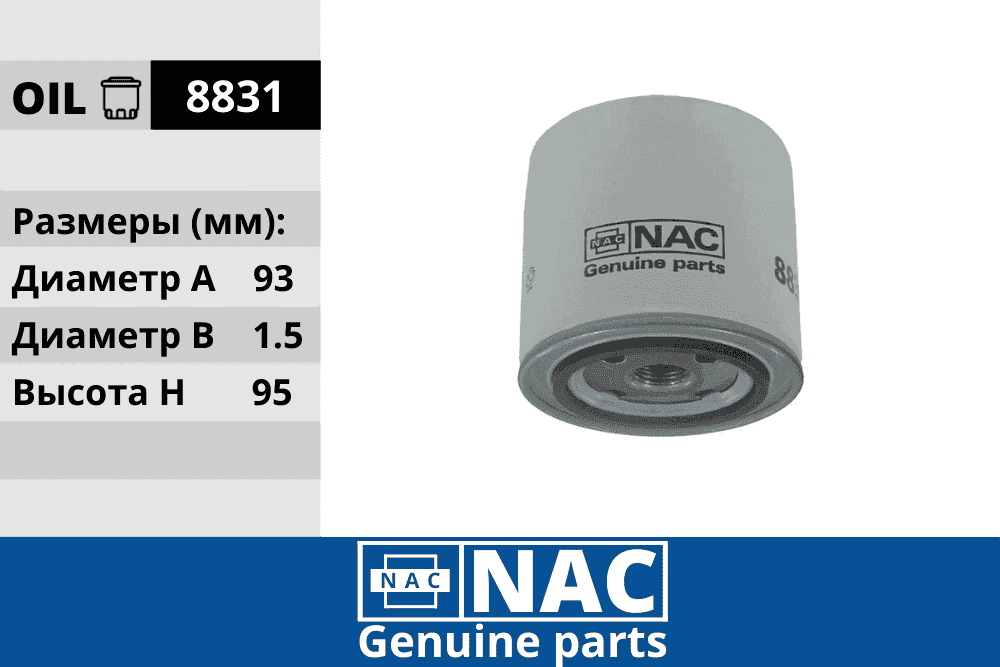 OIL 8831
Размеры (мм):
Диаметр A 93
Диаметр B 1.5
Высота H 95
NAC NAC
Genuine parts
NAC NAC
Genuine parts